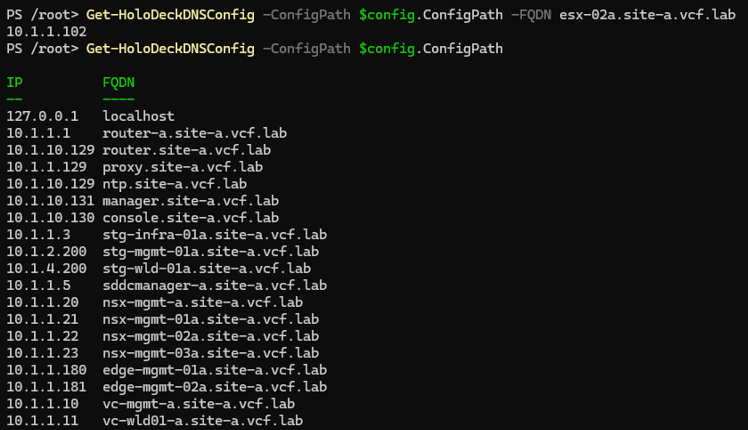 PS /root> Get-HoloDeckDNSConfig -ConfigPath $config.ConfigPath -FQDN esx-02a.site-a.vcf.lab
10.1.1.102
PS /root> Get-HoloDeckDNSConfig -ConfigPath $config.ConfigPath
IP FQDN
-- ----
127.0.0.1 localhost
10.1.1.1 router-a.site-a.vcf.lab
10.1.10.129 router.site-a.vcf.lab
10.1.1.129 proxy.site-a.vcf.lab
10.1.10.129 ntp.site-a.vcf.lab
10.1.10.131 manager.site-a.vcf.lab
10.1.10.130 console.site-a.vcf.lab
10.1.1.3 stg-infra-01a.site-a.vcf.lab
10.1.2.200 stg-mgmt-01a.site-a.vcf.lab
10.1.4.200 stg-wld-01a.site-a.vcf.lab
10.1.1.5 sddcmanager-a.site-a.vcf.lab
10.1.1.20 nsx-mgmt-a.site-a.vcf.lab
10.1.1.21 nsx-mgmt-01a.site-a.vcf.lab
10.1.1.22 nsx-mgmt-02a.site-a.vcf.lab
10.1.1.23 nsx-mgmt-03a.site-a.vcf.lab
10.1.1.180 edge-mgmt-01a.site-a.vcf.lab
10.1.1.181 edge-mgmt-02a.site-a.vcf.lab
10.1.1.10 vc-mgmt-a.site-a.vcf.lab
10.1.1.11 vc-wld01-a.site-a.vcf.lab